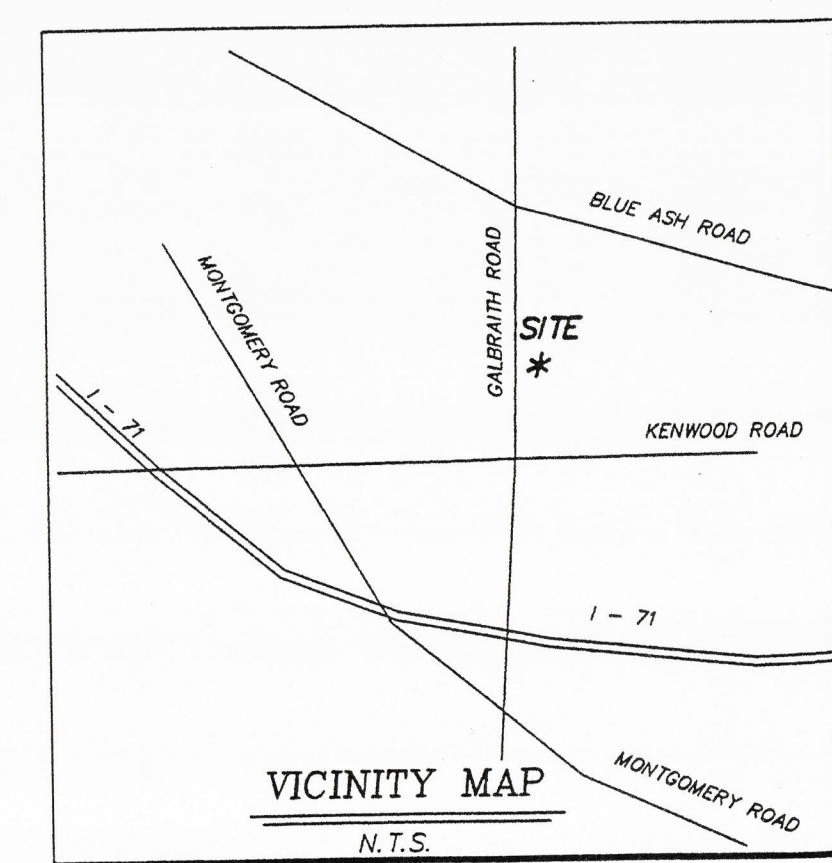 BLUE ASH ROAD
MONTGOMERY ROAD
GALBRAITH ROAD
SITE
*
I - 71
KENWOOD ROAD
I - 71
VICINITY MAP
MONTGOMERY ROAD
N.T.S.